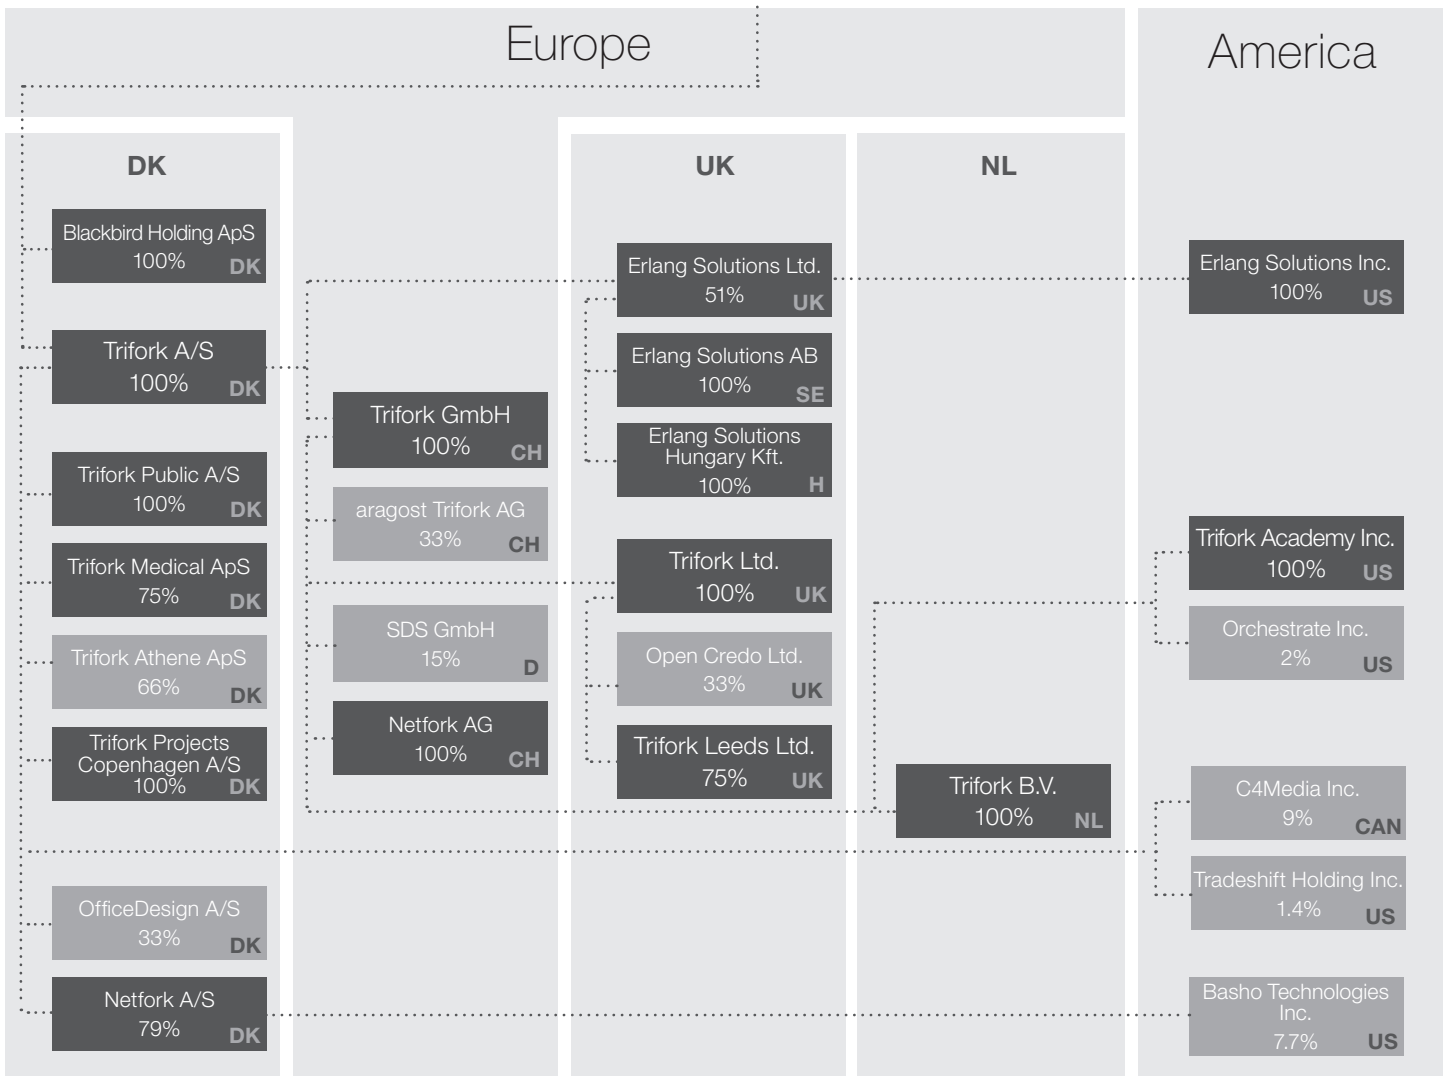 Europe
America
DK
Blackbird Holding ApS
100% DK
Trifork A/S
100% DK
Trifork Public A/S
100% DK
Trifork Medical ApS
75% DK
Trifork Athene ApS
66% DK
Trifork Projects
Copenhagen A/S
100% DK
OfficeDesign A/S
33% DK
Netfork A/S
79% DK
Trifork GmbH
100% CH
aragost Trifork AG
33% CH
SDS GmbH
15% D
Netfork AG
100% CH
UK
Erlang Solutions Ltd.
51% UK
Erlang Solutions AB
100% SE
Erlang Solutions
Hungary Kft.
100% H
Trifork Ltd.
100% UK
Open Credo Ltd.
33% UK
Trifork Leeds Ltd.
75% UK
NL
Trifork B.V.
100% NL
Erlang Solutions Inc.
100% US
Trifork Academy Inc.
100% US
Orchestrate Inc.
2% US
C4Media Inc.
9% CAN
Tradeshift Holding Inc.
1.4% US
Basho Technologies
Inc.
7.7% US